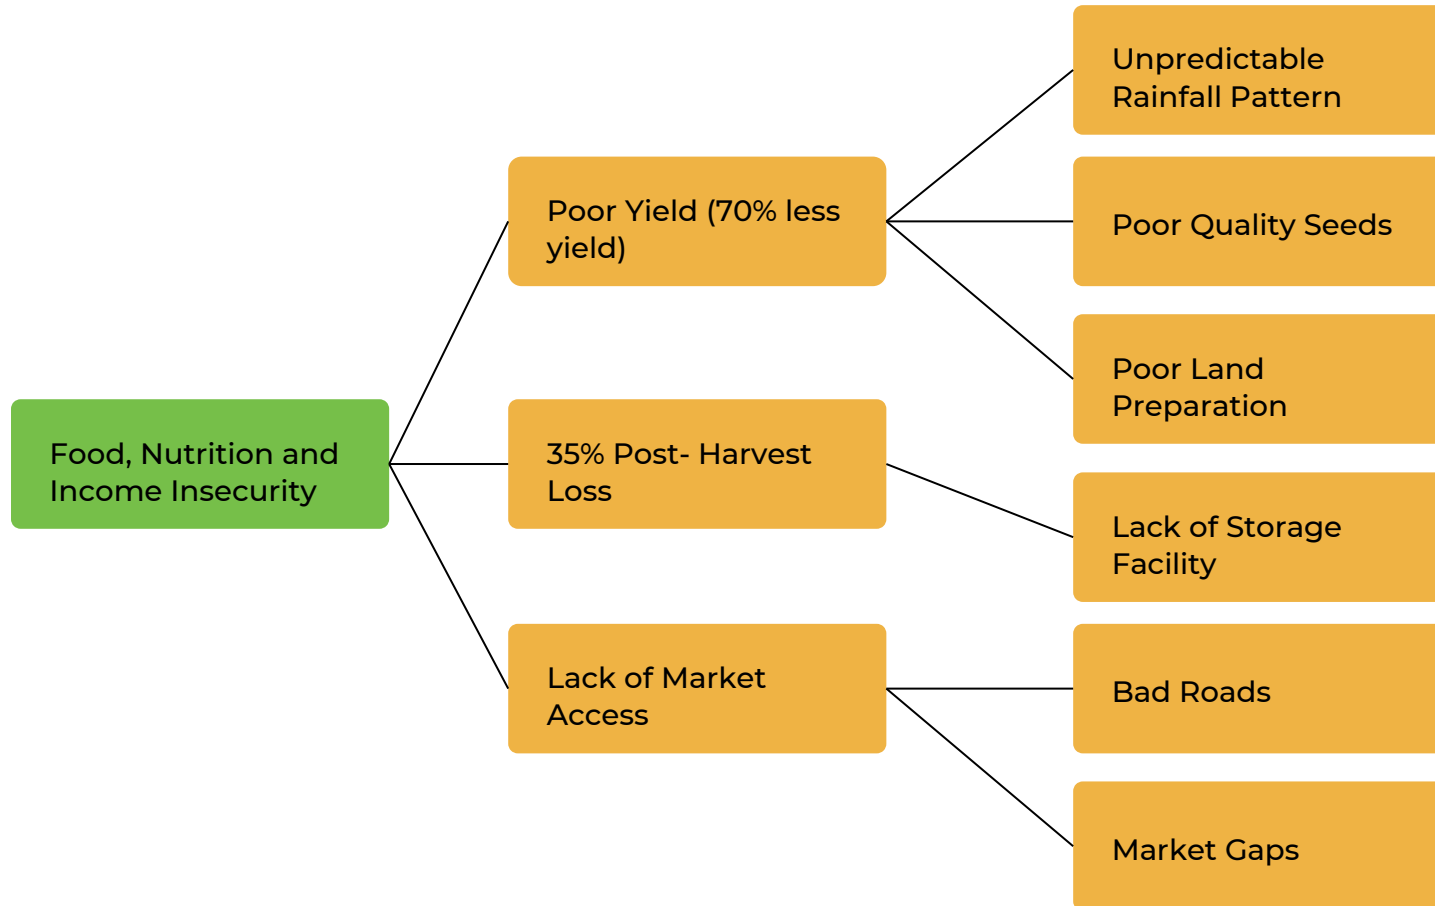 Food, Nutrition and
Income Insecurity
Poor Yield (70% less
yield)
35% Post- Harvest
Loss
Lack of Market
Access
Unpredictable
Rainfall Pattern
Poor Quality Seeds
Poor Land
Preparation
Lack of Storage
Facility
Bad Roads
Market Gaps